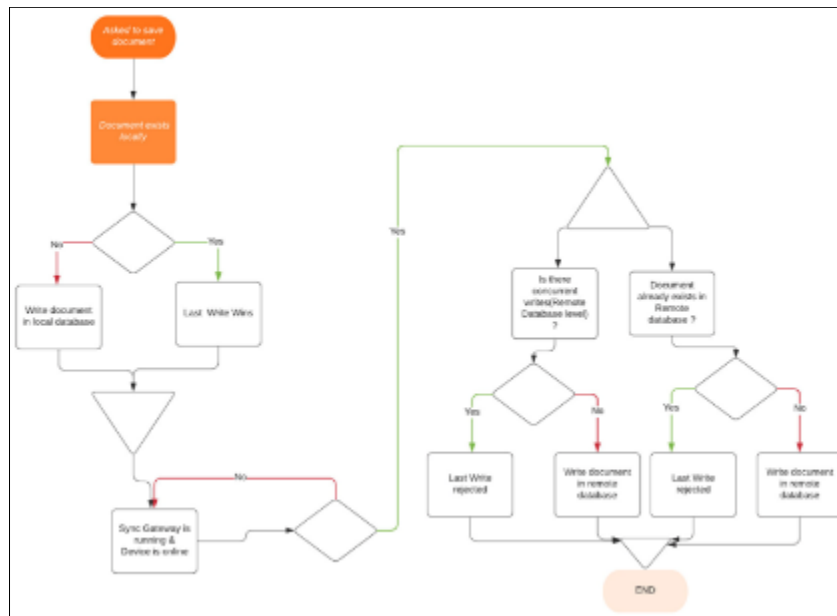 Asked to save
document
Document exists
locally
No
Yes
Write document
in local database
Last Write Wins
No
Sync Gateway is
running &
Device is online
Yes
Is there
concurrent
writes(Remote
Database level)
?
Document
already exists in
Remote
database ?
Yes
No
Yes
No
Last Write
rejected
Write document
in remote
database
Last Write
rejected
Write document
in remote
database
END